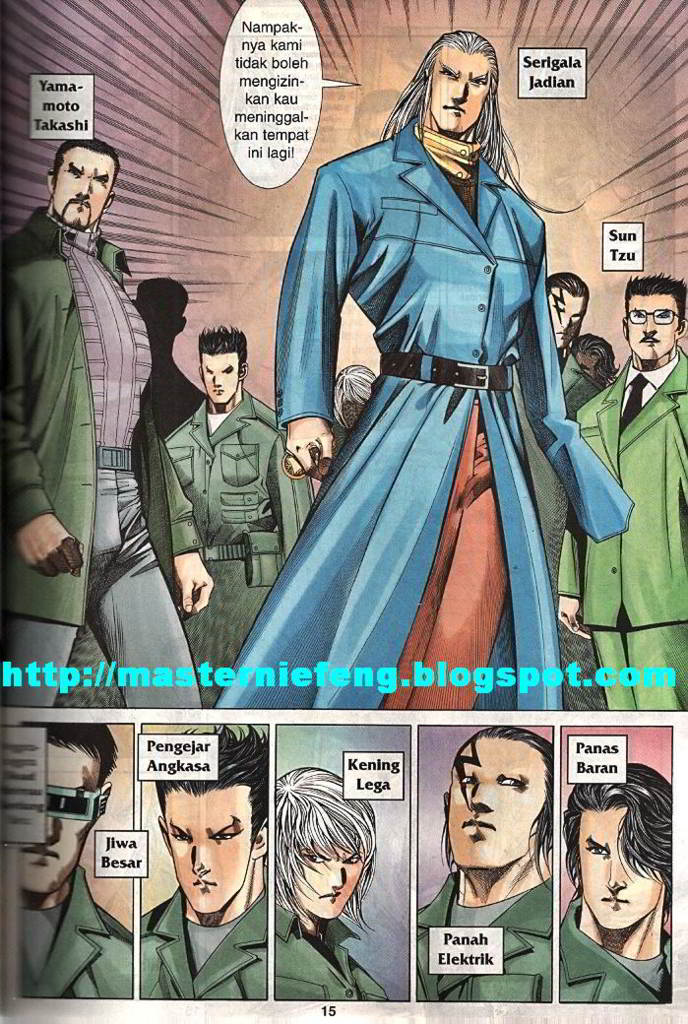 Nampak-
nya kami
tidak boleh
mengizin-
kan kau
meninggal-
kan tempat
ini lagi!
Serigala
Jadian
Yama-
moto
Takashi
Sun
Tzu
http://masterniefeng.blogspot.com
Jiwa
Besar
Pengejar
Angkasa
Kening
Lega
Panah
Elektrik
Panas
Baran
15